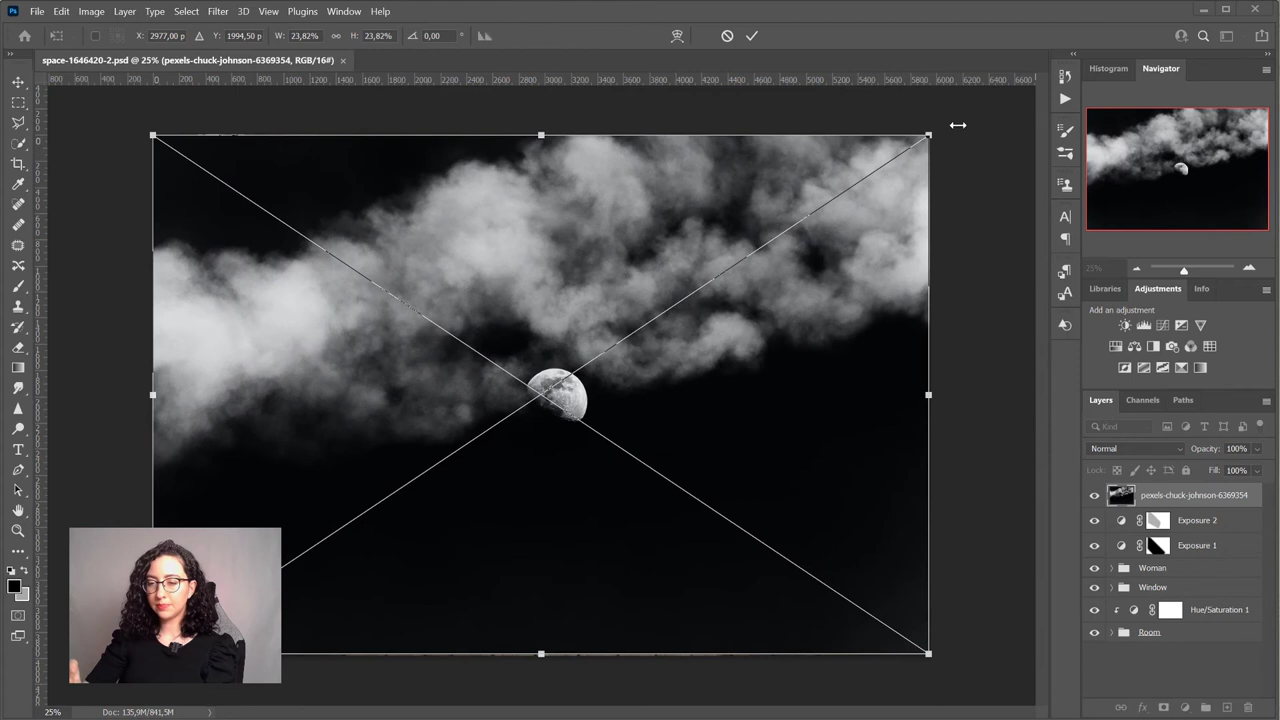 Ps File Edit Image Layer Type Select Filter 3D View Plugins Window Help
X: 2977,00 p Y: 1994,50 p W: 23,82% H: 23,82% 0,00 °
space-1646420-2.psd @ 25% (pexels-chuck-johnson-6369354, RGB/16#) ×
Histogram Navigator
25%
Libraries Adjustments Info
Add an adjustment
Layers Channels Paths
Kind
Normal Opacity: 100%
Lock: Fill: 100%
pexels-chuck-johnson-6369354
Exposure 2
Exposure 1
Woman
Window
Hue/Saturation 1
Room
25% Doc: 135,9M/841,5M